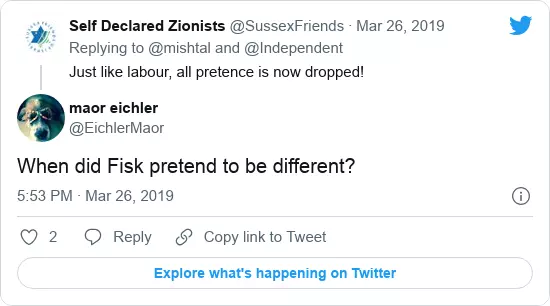 Self Declared Zionists @SussexFriends · Mar 26, 2019
Replying to @mishtal and @Independent
Just like labour, all pretence is now dropped!
maor eichler
@EichlerMaor
When did Fisk pretend to be different?
5:53 PM · Mar 26, 2019
2 Reply Copy link to Tweet
Explore what's happening on Twitter